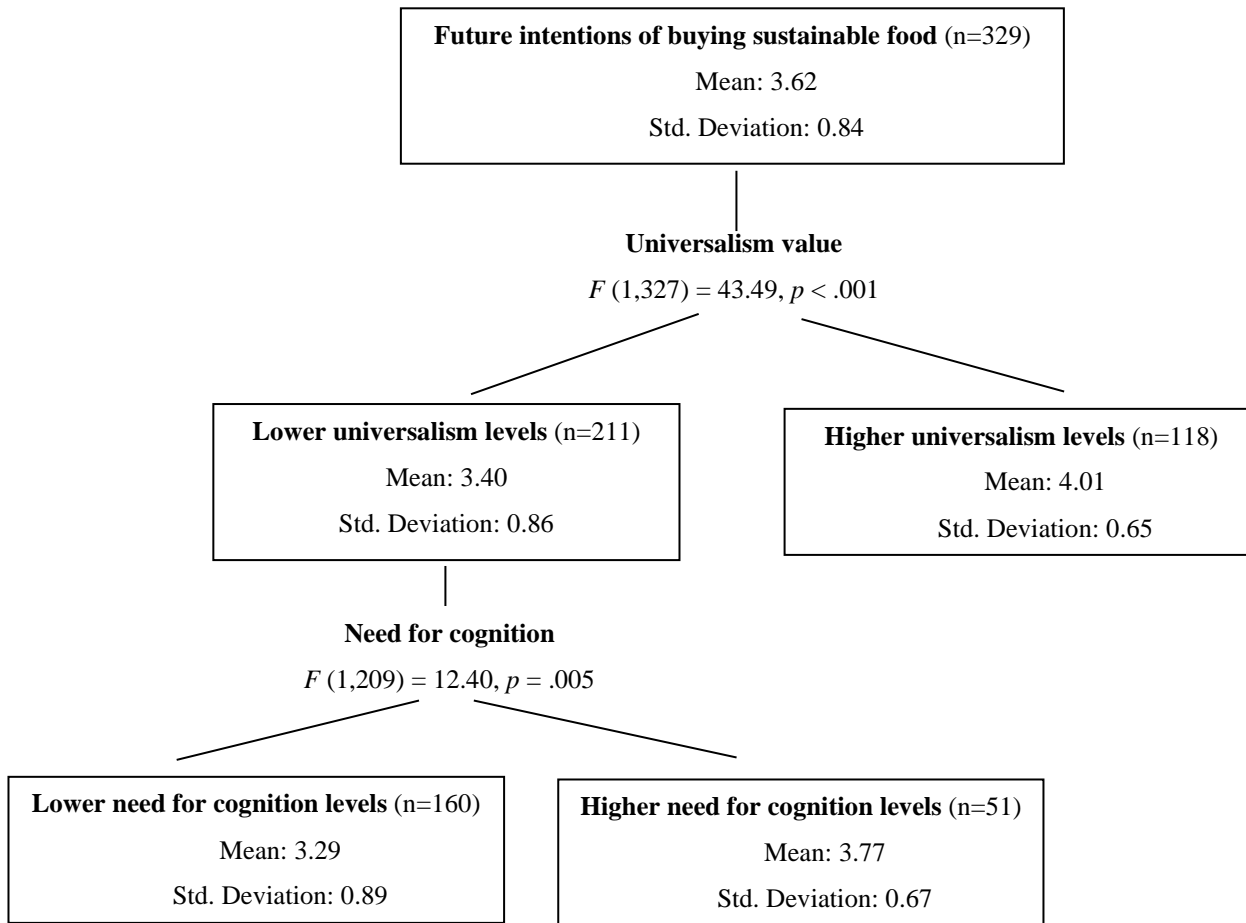 Future intentions of buying sustainable food (n=329)
Mean: 3.62
Std. Deviation: 0.84
Universalism value
F (1,327) = 43.49, p < .001
Lower universalism levels (n=211)
Mean: 3.40
Std. Deviation: 0.86
Higher universalism levels (n=118)
Mean: 4.01
Std. Deviation: 0.65
Need for cognition
F (1,209) = 12.40, p = .005
Lower need for cognition levels (n=160)
Mean: 3.29
Std. Deviation: 0.89
Higher need for cognition levels (n=51)
Mean: 3.77
Std. Deviation: 0.67